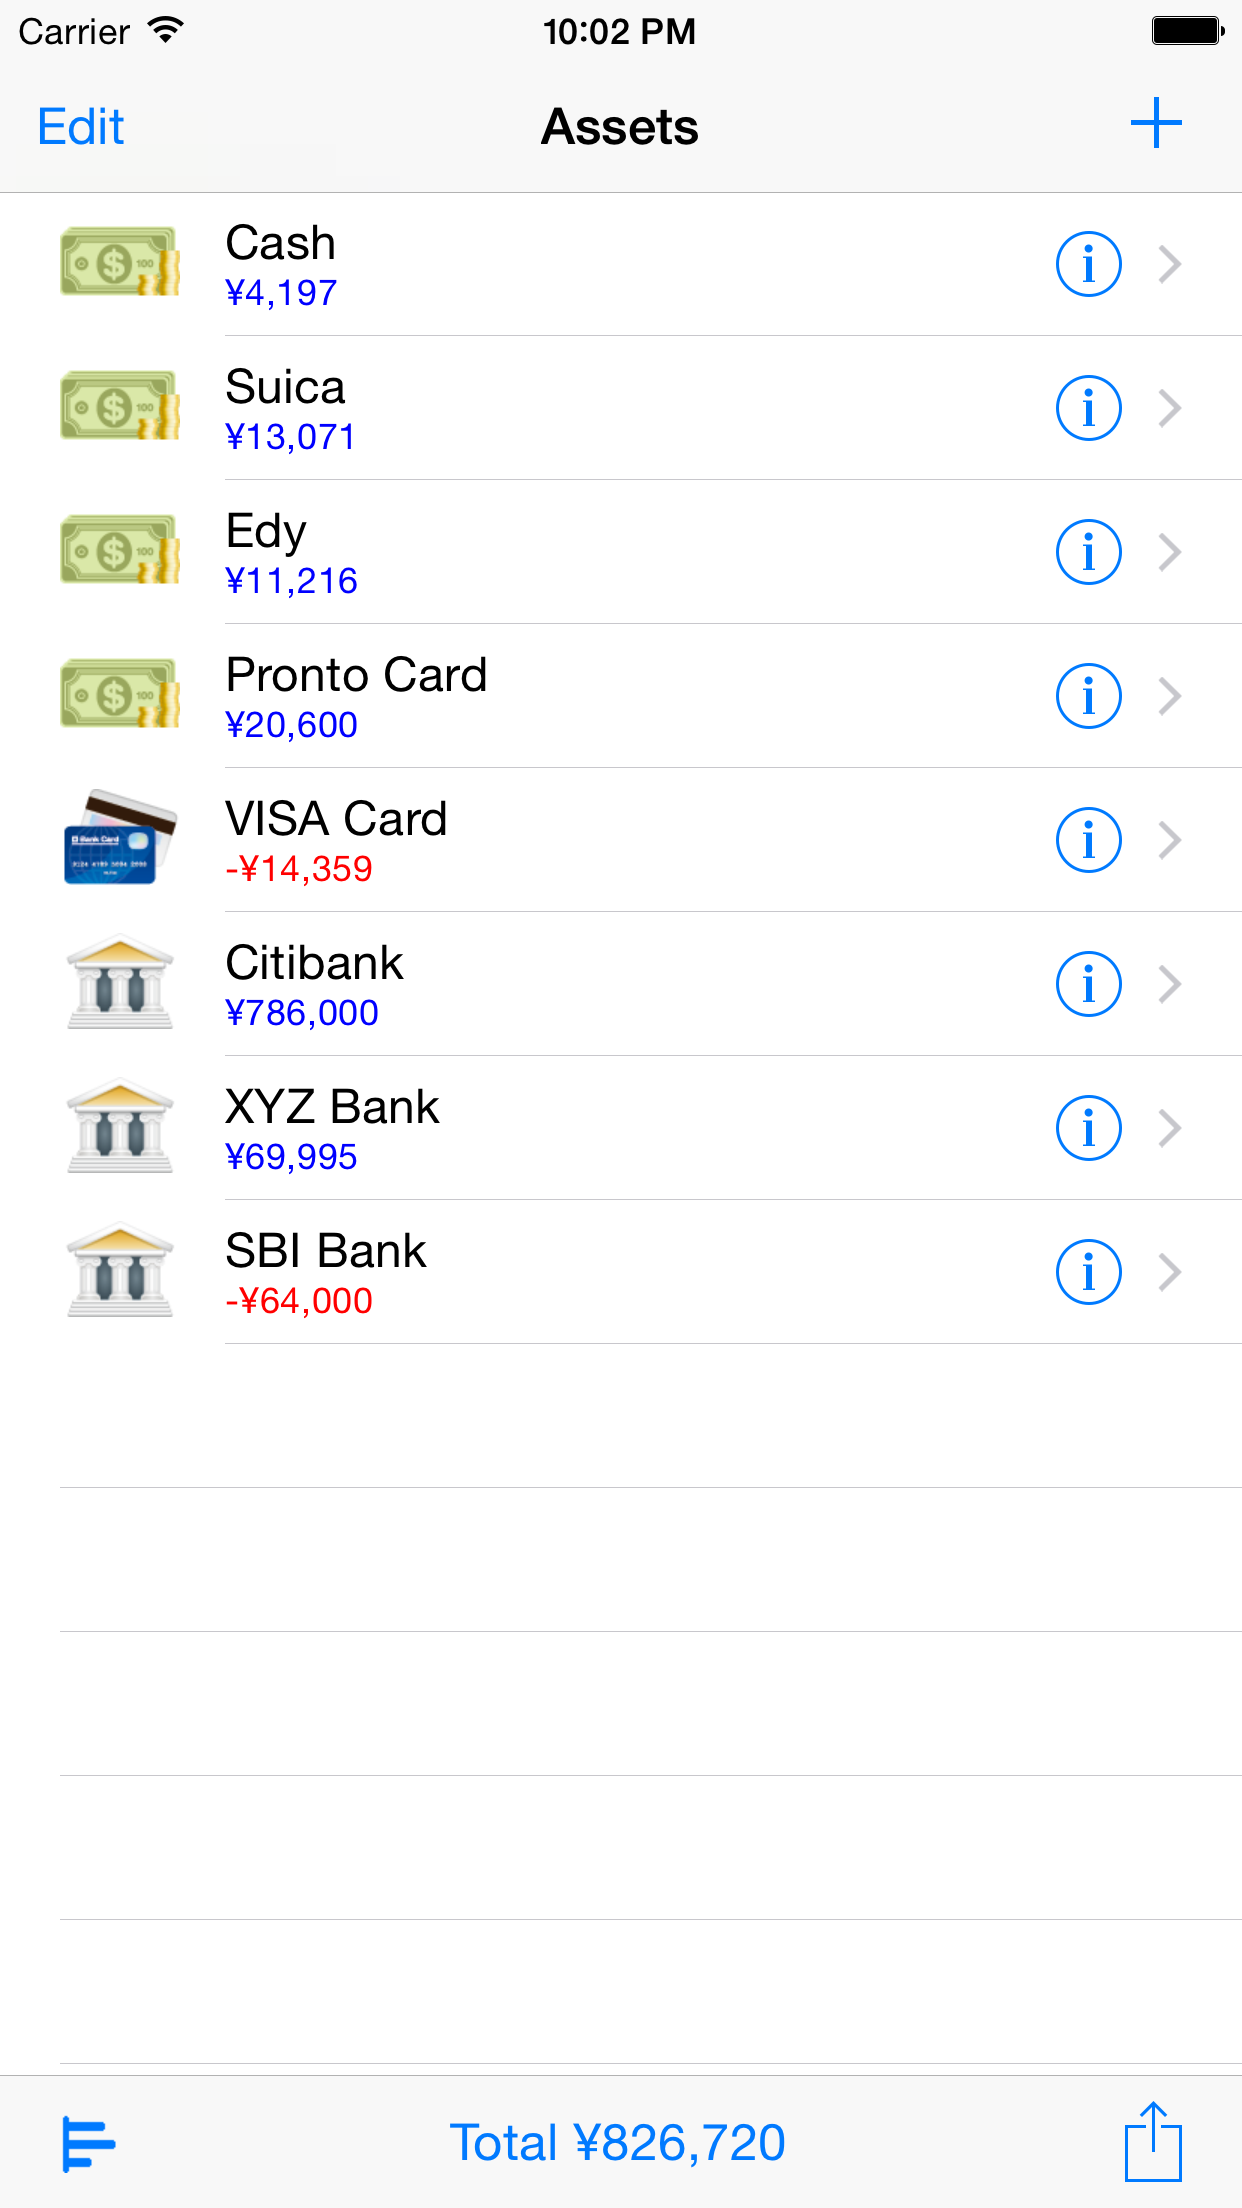 Carrier 10:02 PM
Edit Assets
Cash
¥4,197
Suica
¥13,071
Edy
¥11,216
Pronto Card
¥20,600
VISA Card
-¥14,359
Citibank
¥786,000
XYZ Bank
¥69,995
SBI Bank
-¥64,000
Total ¥826,720